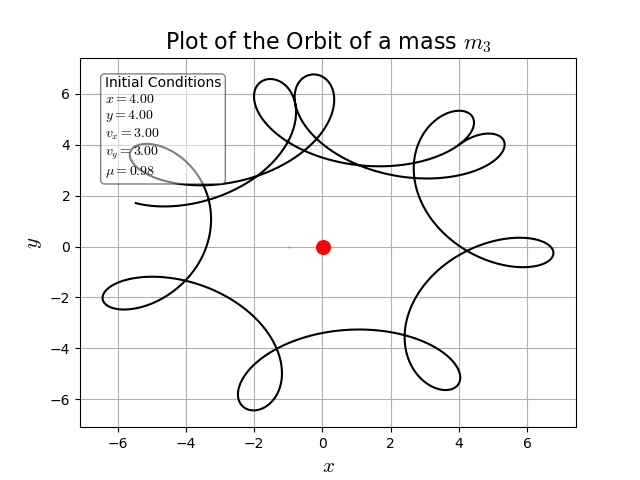 Plot of the Orbit of a mass m₃
Initial Conditions
x = 4.00
y = 4.00
vₓ = 3.00
v_y = 3.00
μ = 0.98
6
4
2
0
−2
−4
−6
y
−6 −4 −2 0 2 4 6
x